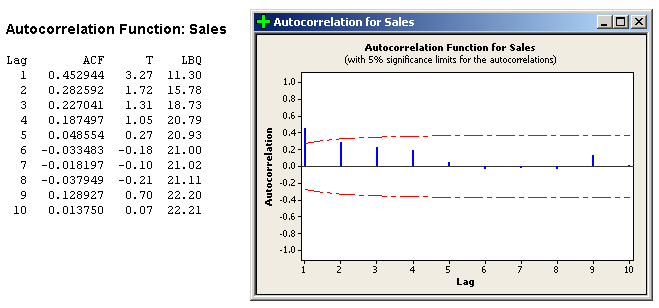 Autocorrelation Function: Sales
Lag ACF T LBQ
1 0.452944 3.27 11.30
2 0.282592 1.72 15.78
3 0.227041 1.31 18.73
4 0.187497 1.05 20.79
5 0.048554 0.27 20.93
6 -0.033483 -0.18 21.00
7 -0.018197 -0.10 21.02
8 -0.037949 -0.21 21.11
9 0.128927 0.70 22.20
10 0.013750 0.07 22.21
Autocorrelation for Sales
Autocorrelation Function for Sales
(with 5% significance limits for the autocorrelations)
Autocorrelation
1.0
0.8
0.6
0.4
0.2
0.0
-0.2
-0.4
-0.6
-0.8
-1.0
1 2 3 4 5 6 7 8 9 10
Lag